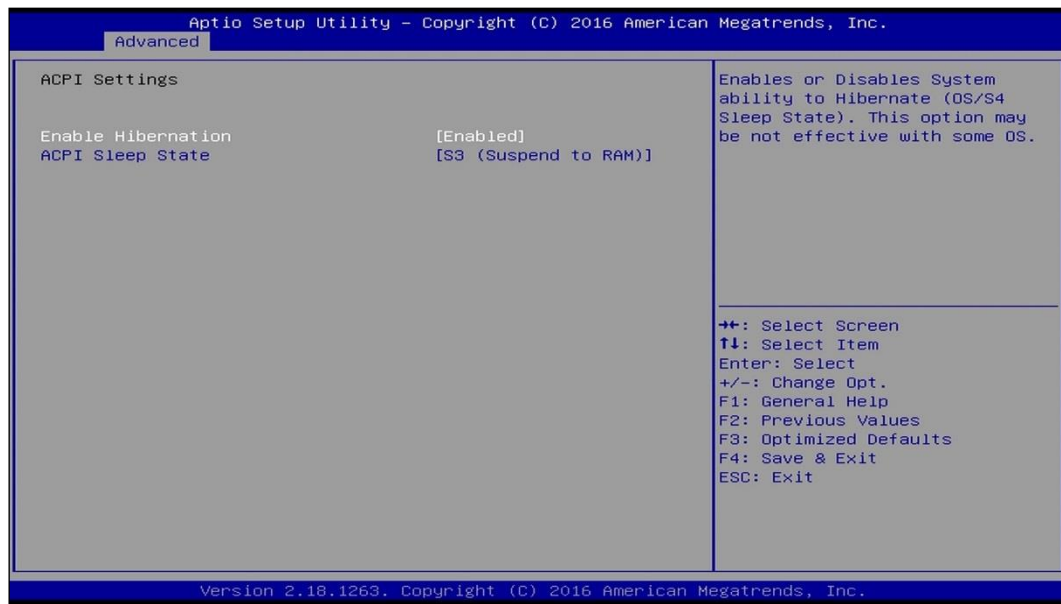 Aptio Setup Utility – Copyright (C) 2016 American Megatrends, Inc.
Advanced
ACPI Settings
Enable Hibernation [Enabled]
ACPI Sleep State [S3 (Suspend to RAM)]
Enables or Disables System
ability to Hibernate (OS/S4
Sleep State). This option may
be not effective with some OS.
→←: Select Screen
↑↓: Select Item
Enter: Select
+/-: Change Opt.
F1: General Help
F2: Previous Values
F3: Optimized Defaults
F4: Save & Exit
ESC: Exit
Version 2.18.1263. Copyright (C) 2016 American Megatrends, Inc.